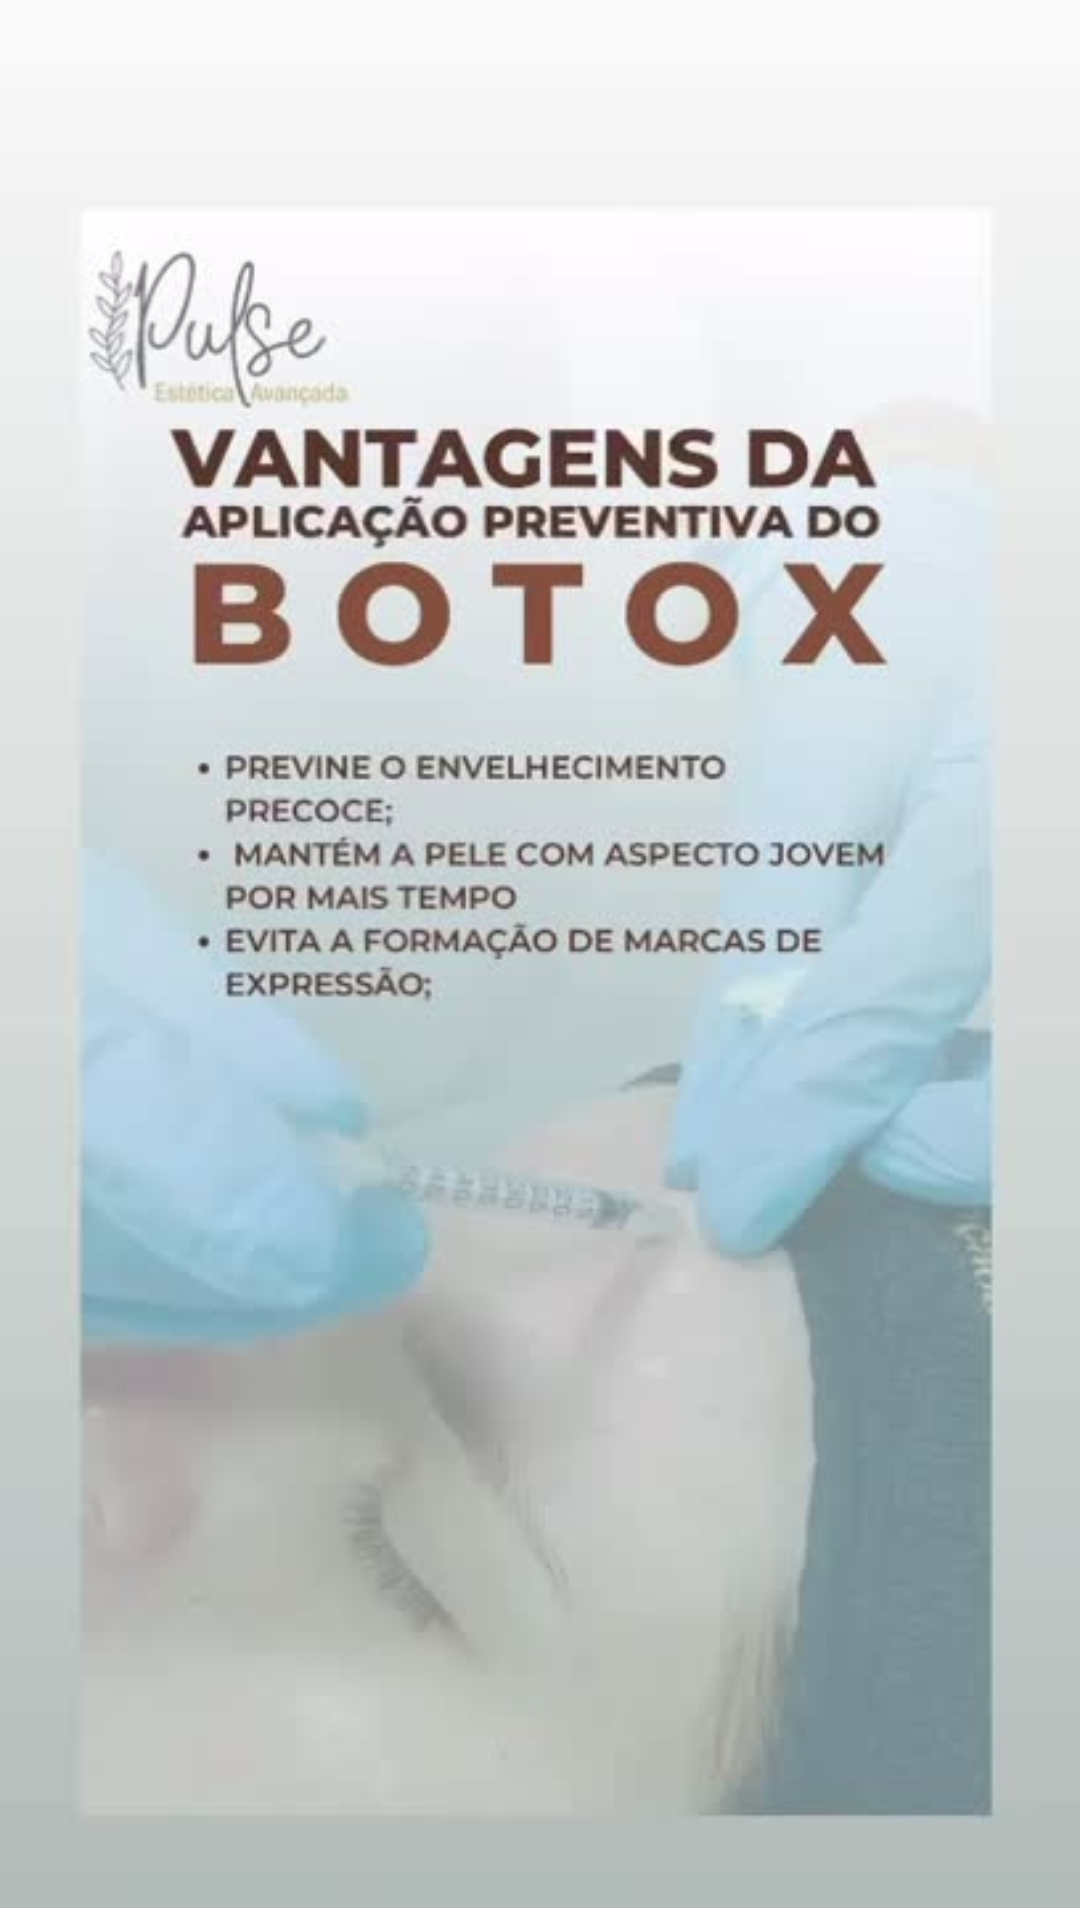 Pulse
Estética Avançada
VANTAGENS DA
APLICAÇÃO PREVENTIVA DO
BOTOX
• PREVINE O ENVELHECIMENTO
PRECOCE;
• MANTÉM A PELE COM ASPECTO JOVEM
POR MAIS TEMPO
• EVITA A FORMAÇÃO DE MARCAS DE
EXPRESSÃO;